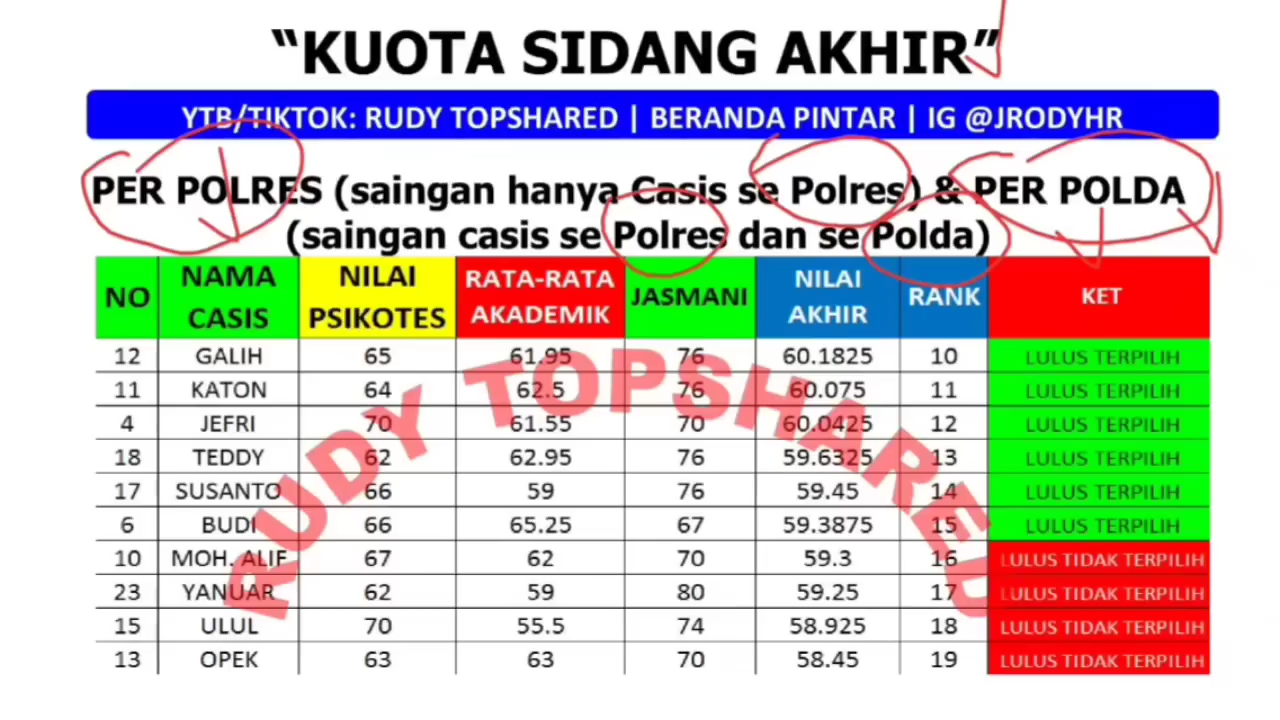 “KUOTA SIDANG AKHIR”
YTB/TIKTOK: RUDY TOPSHARED | BERANDA PINTAR | IG @JRODYHR
PER POLRES (saingan hanya Casis se Polres) & PER POLDA
(saingan casis se Polres dan se Polda)
NO NAMA CASIS NILAI PSIKOTES RATA-RATA AKADEMIK JASMANI NILAI AKHIR RANK KET
12 GALIH 65 61.95 76 60.1825 10 LULUS TERPILIH
11 KATON 64 62.5 76 60.075 11 LULUS TERPILIH
4 JEFRI 70 61.55 70 60.0425 12 LULUS TERPILIH
18 TEDDY 62 62.95 76 59.6325 13 LULUS TERPILIH
17 SUSANTO 66 59 76 59.45 14 LULUS TERPILIH
6 BUDI 66 65.25 67 59.3875 15 LULUS TERPILIH
10 MOH. ALIF 67 62 70 59.3 16 LULUS TIDAK TERPILIH
23 YANUAR 62 59 80 59.25 17 LULUS TIDAK TERPILIH
15 ULUL 70 55.5 74 58.925 18 LULUS TIDAK TERPILIH
13 OPEK 63 63 70 58.45 19 LULUS TIDAK TERPILIH
RUDY TOPSHARED